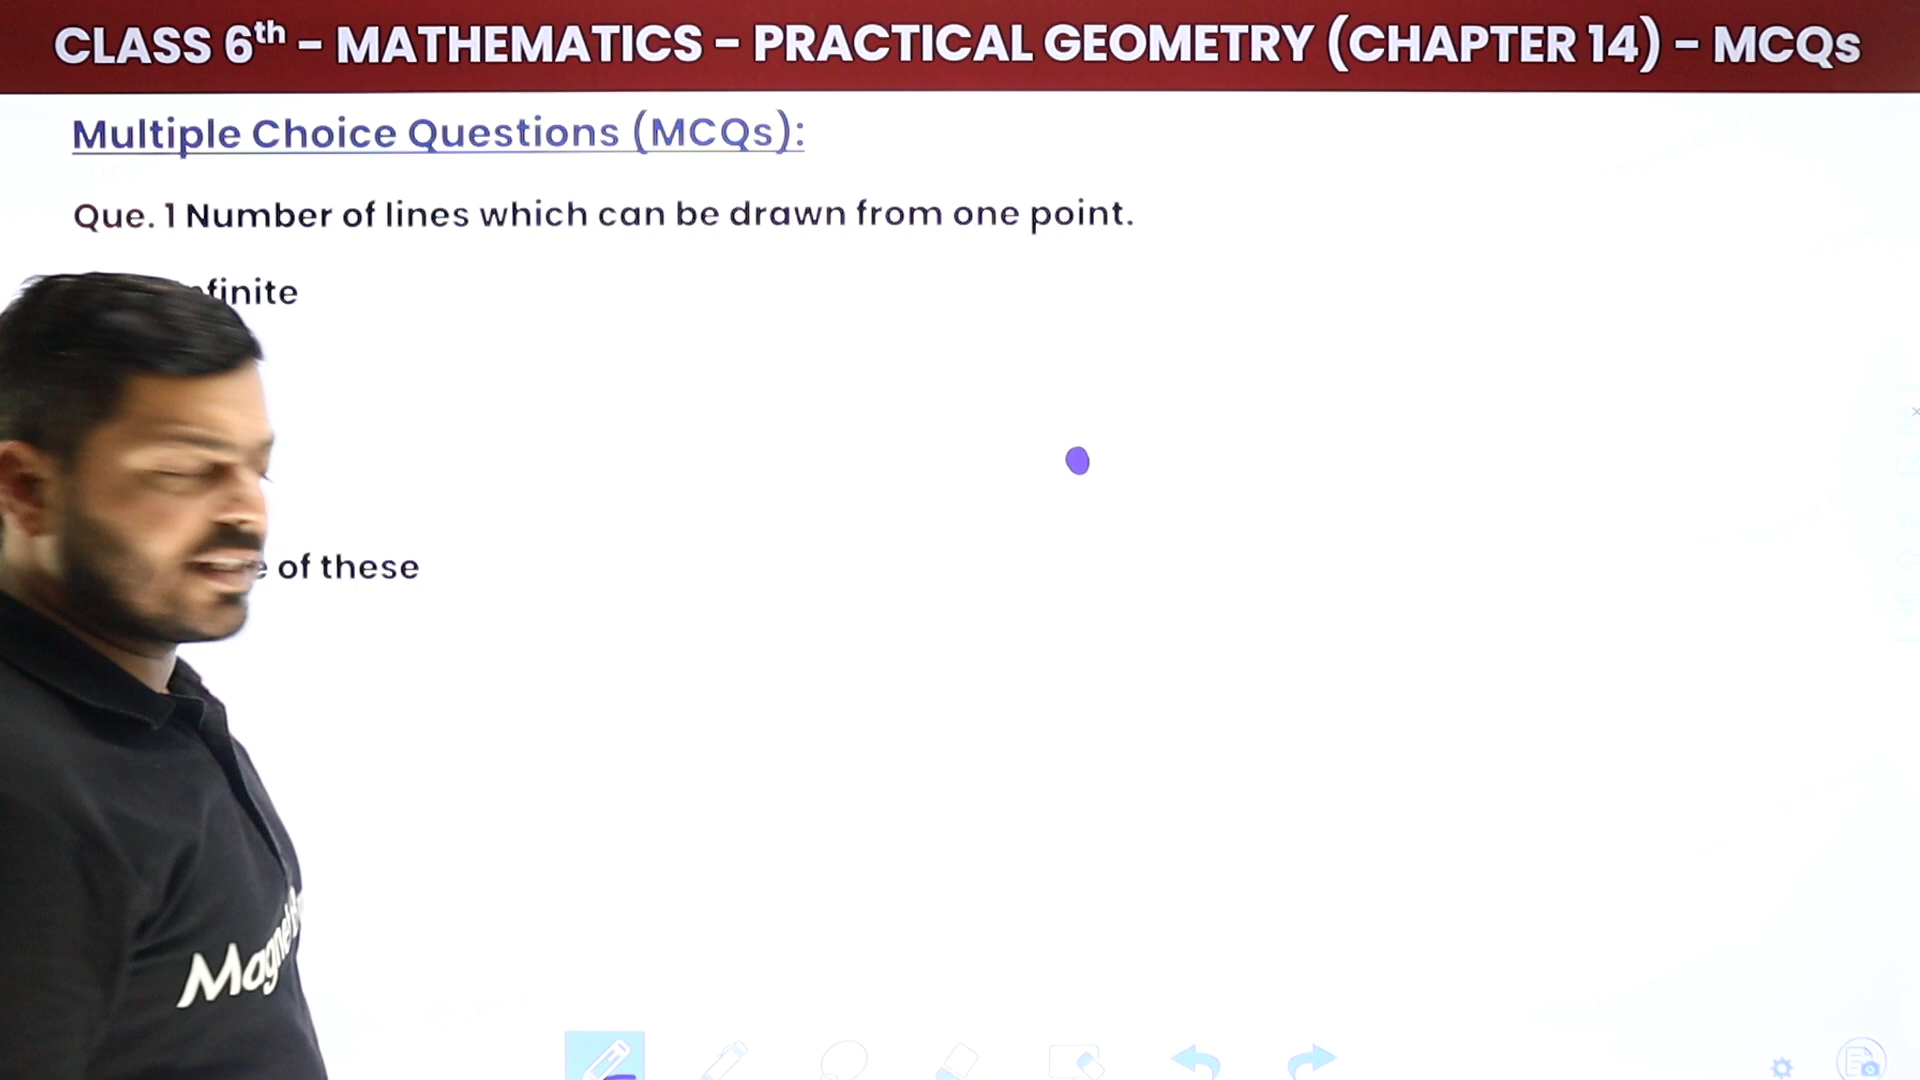 CLASS 6th – MATHEMATICS – PRACTICAL GEOMETRY (CHAPTER 14) – MCQs
Multiple Choice Questions (MCQs):
Que. 1 Number of lines which can be drawn from one point.
finite
of these